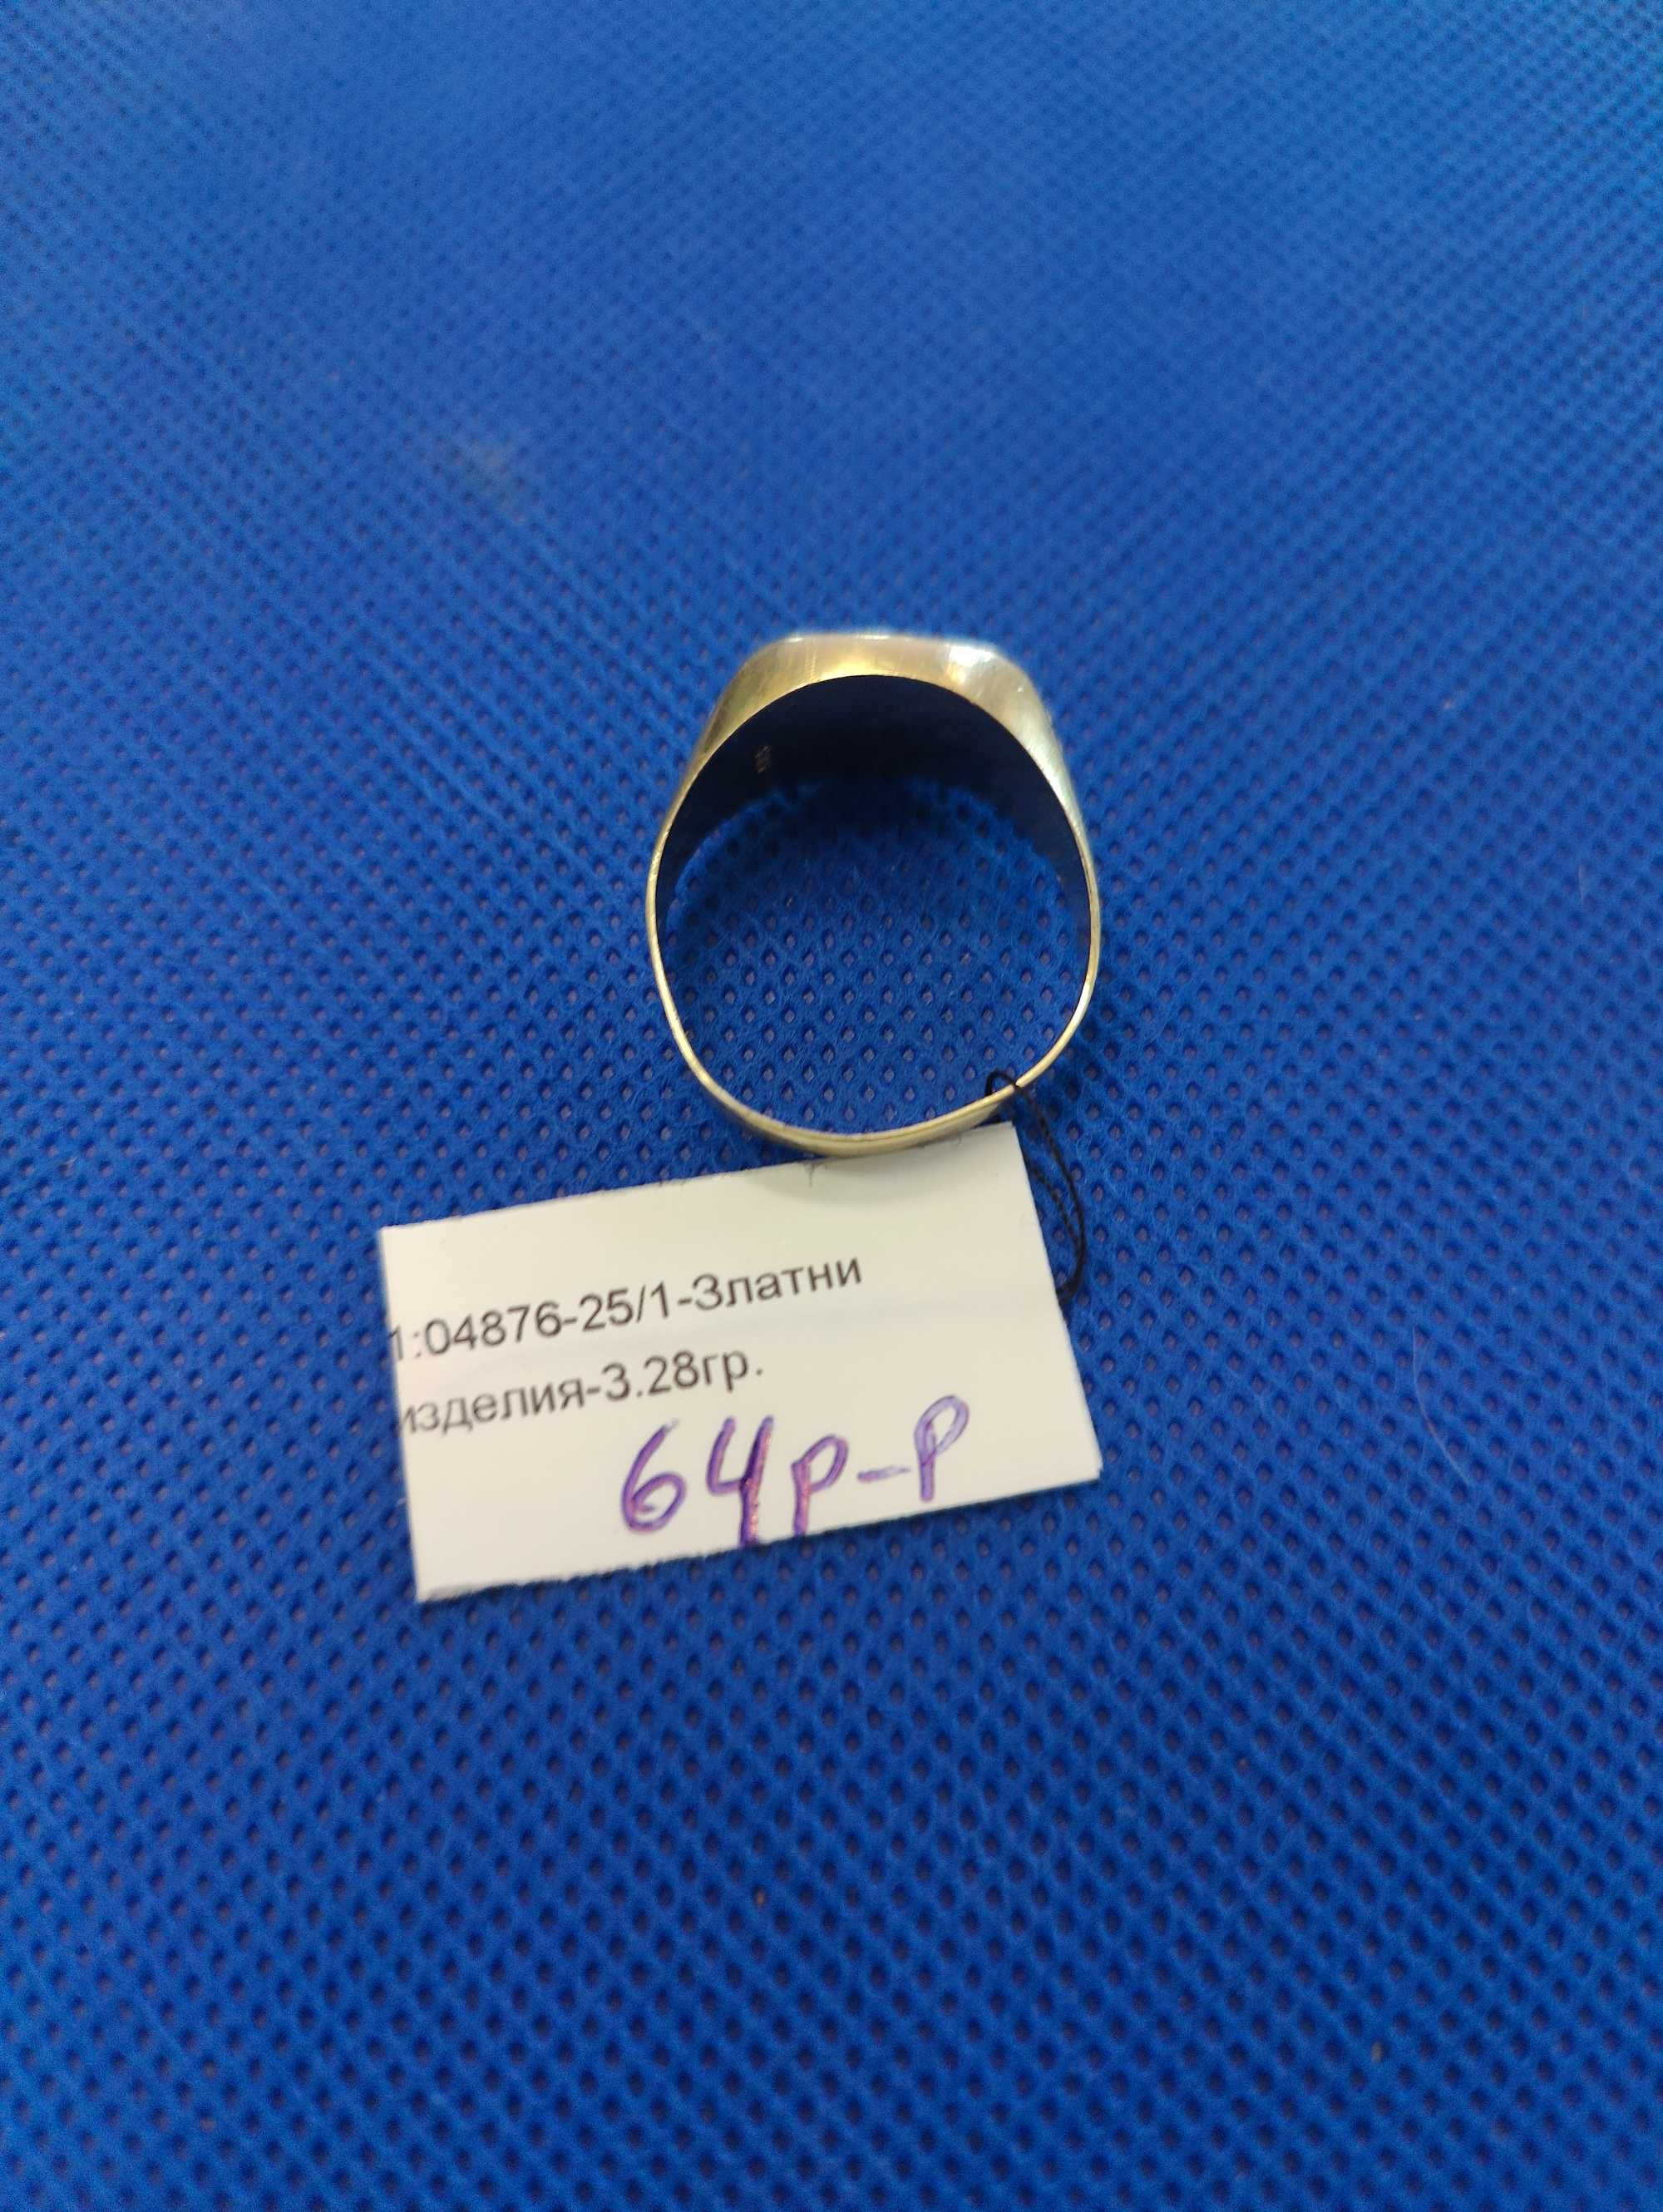 1:04876-25/1-Златни
изделия-3.28гр.
64р-р